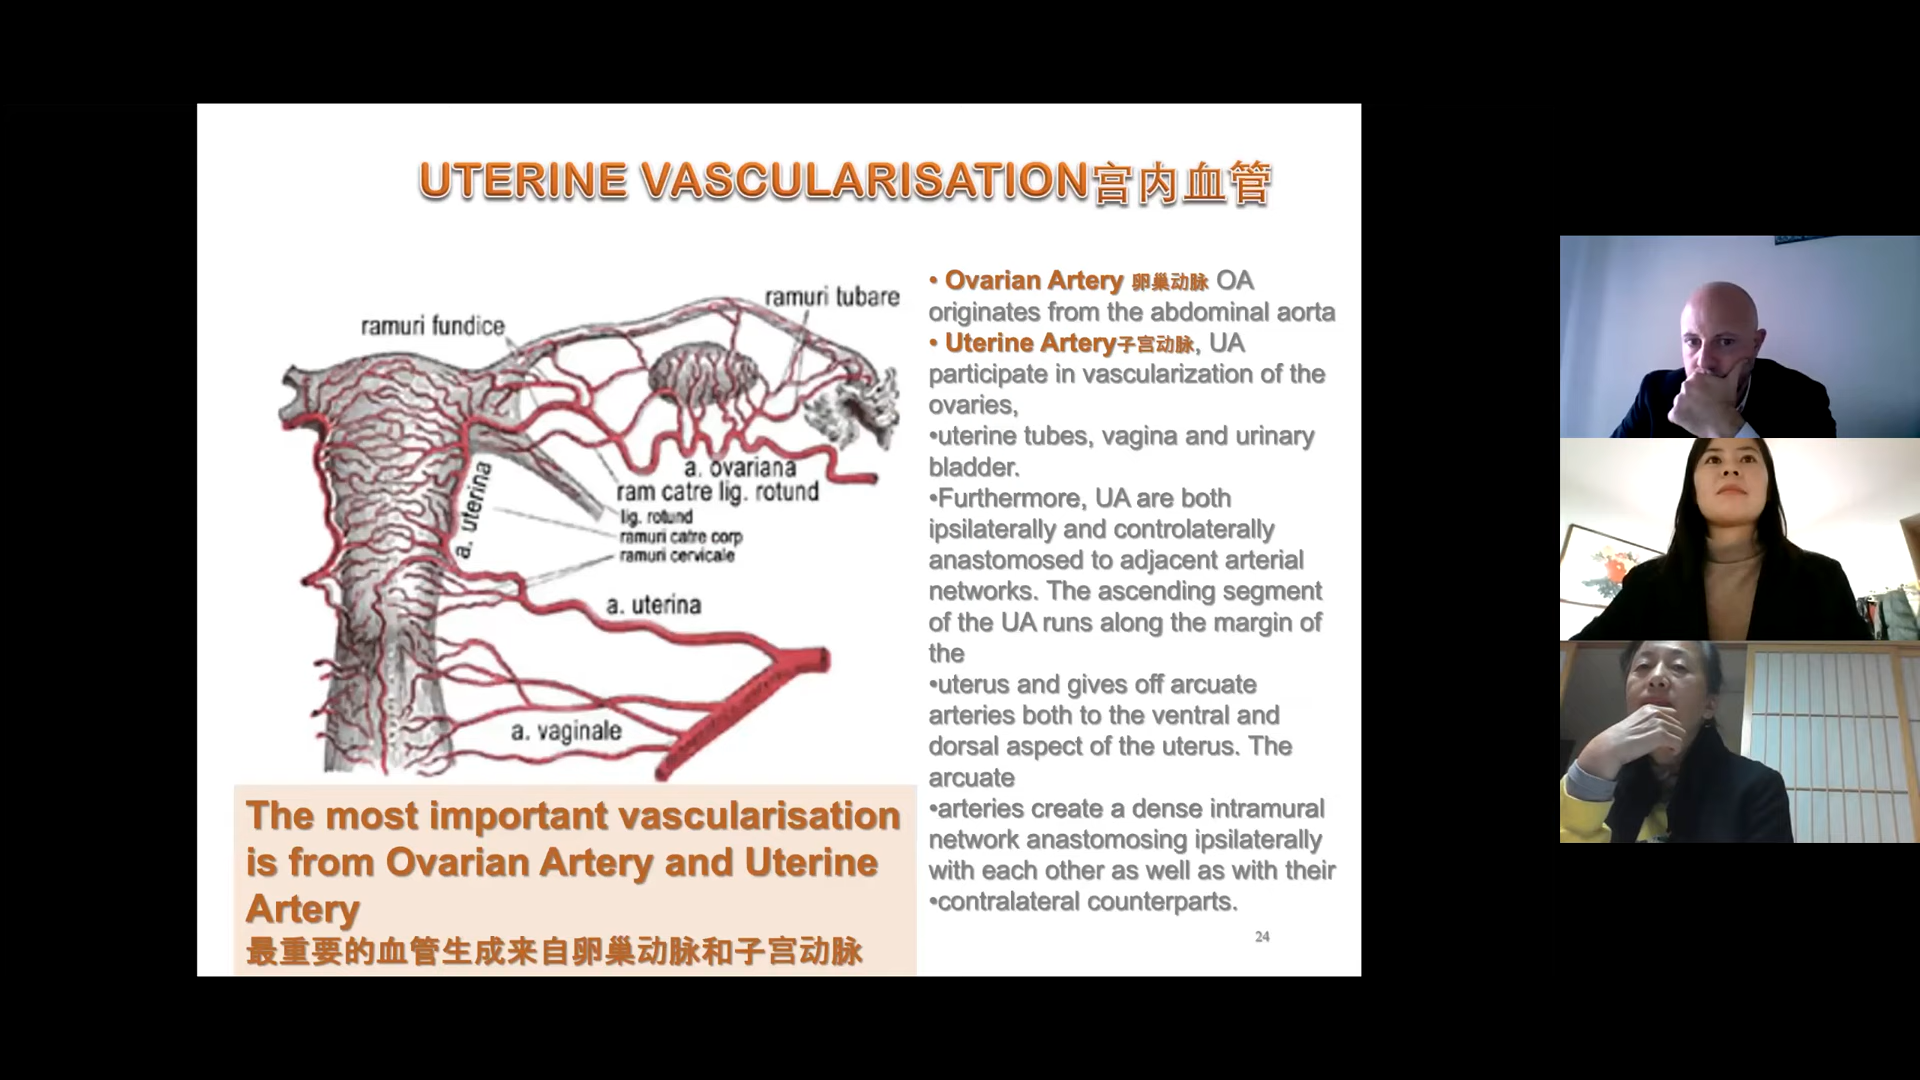 UTERINE VASCULARISATION宫内血管
ramuri tubare
ramuri fundice
a. ovariana
ram catre lig. rotund
lig. rotund
ramuri catre corp
ramuri cervicale
a. uterina
a. uterina
a. vaginale
The most important vascularisation
is from Ovarian Artery and Uterine
Artery
最重要的血管生成来自卵巢动脉和子宫动脉
• Ovarian Artery 卵巢动脉 OA
originates from the abdominal aorta
• Uterine Artery子宫动脉, UA
participate in vascularization of the
ovaries,
•uterine tubes, vagina and urinary
bladder.
•Furthermore, UA are both
ipsilaterally and controlaterally
anastomosed to adjacent arterial
networks. The ascending segment
of the UA runs along the margin of
the
•uterus and gives off arcuate
arteries both to the ventral and
dorsal aspect of the uterus. The
arcuate
•arteries create a dense intramural
network anastomosing ipsilaterally
with each other as well as with their
•contralateral counterparts.
24